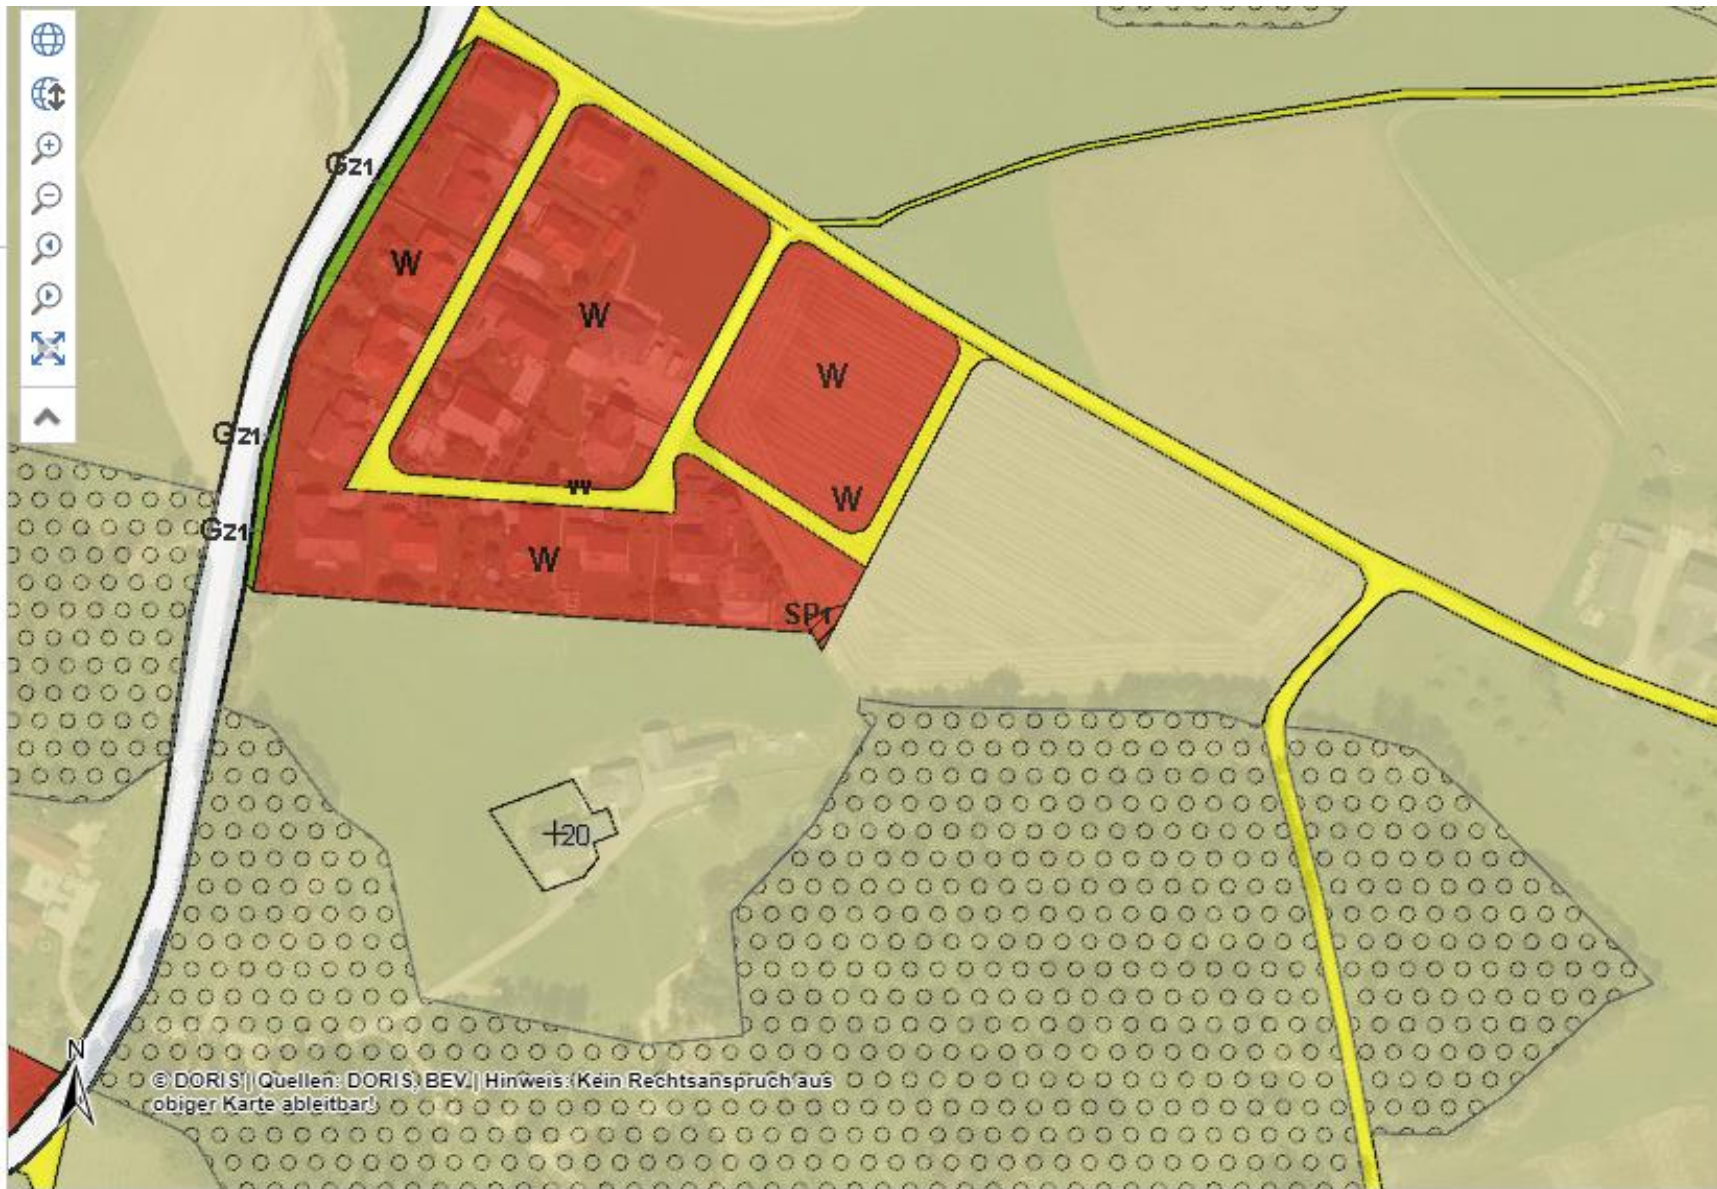 Gz1
W
W
W
Gz1
W
W
Gz1
W
SP1
+20
N
© DORIS | Quellen: DORIS, BEV | Hinweis: Kein Rechtsanspruch aus
obiger Karte ableitbar!